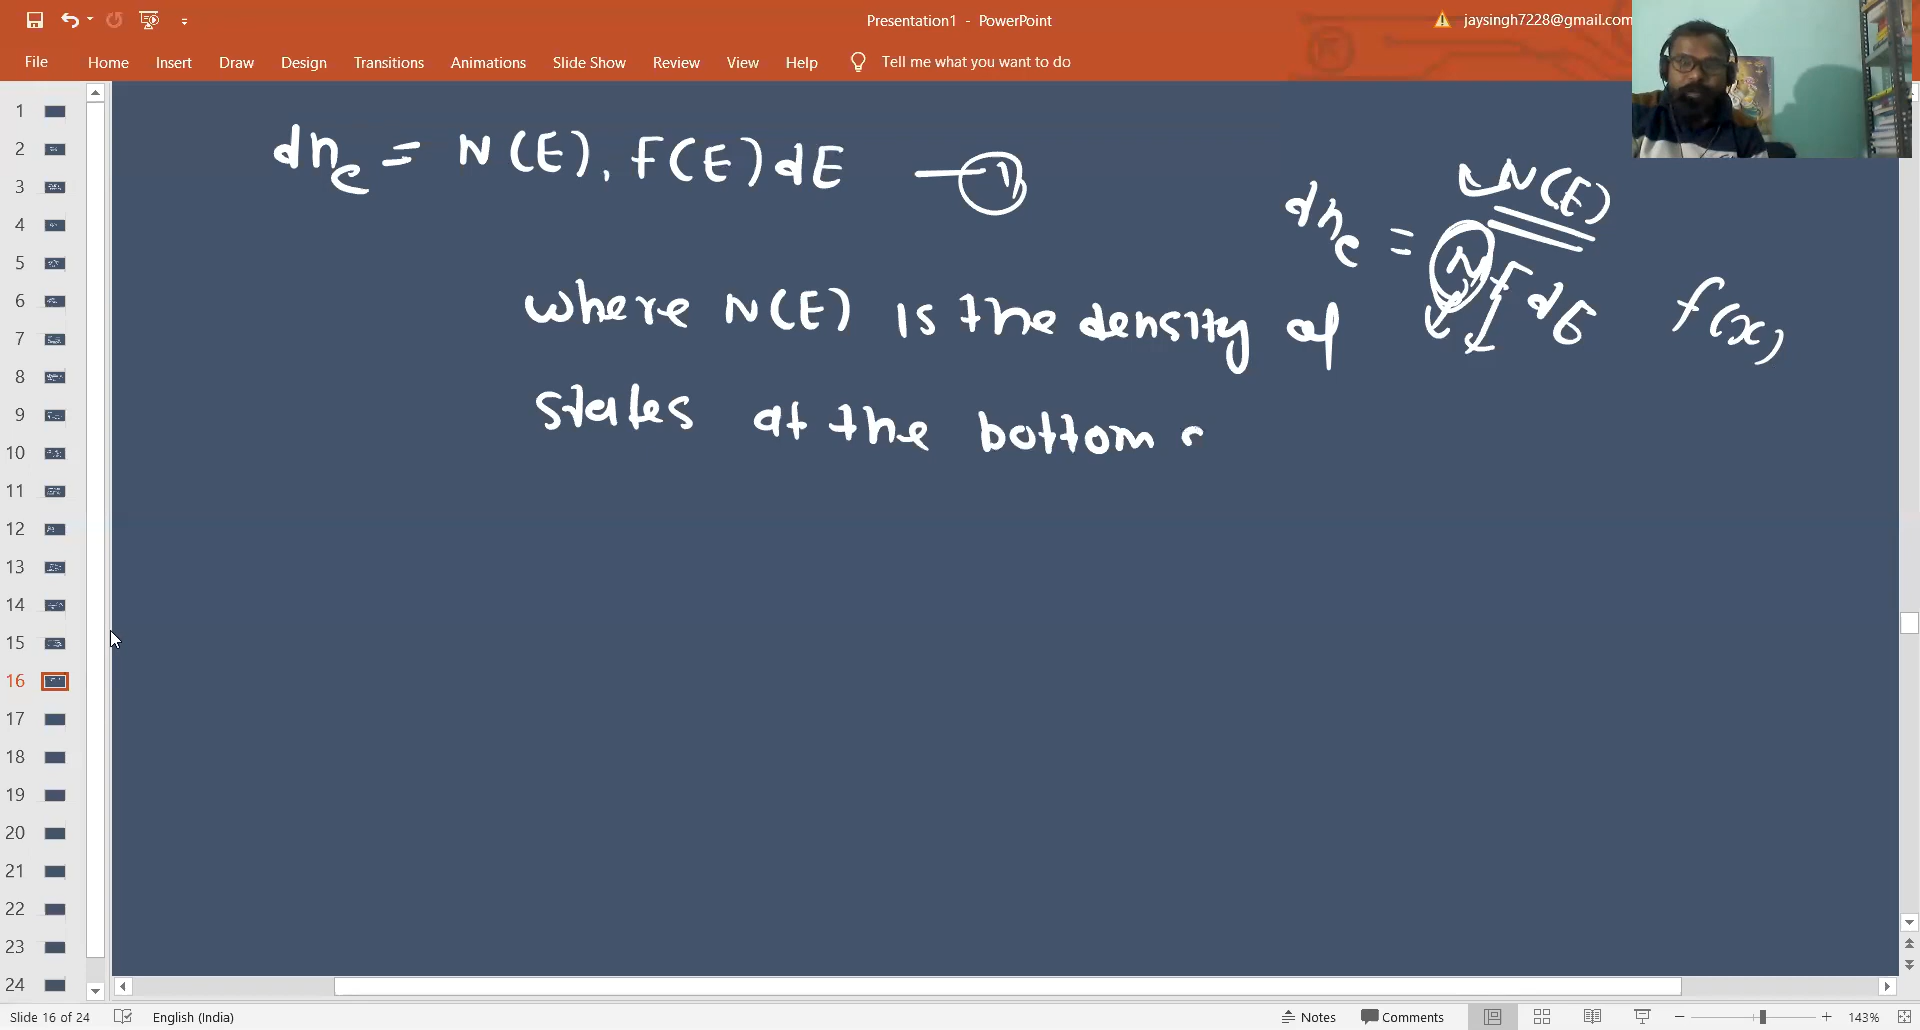 Presentation1 - PowerPoint
jaysingh7228@gmail.com
File Home Insert Draw Design Transitions Animations Slide Show Review View Help Tell me what you want to do
dne = N(E). F(E) dE — 1
N(E)
dne = N F dE f(x)
where N(E) is the density of
states at the bottom o
1
2
3
4
5
6
7
8
9
10
11
12
13
14
15
16
17
18
19
20
21
22
23
24
Slide 16 of 24 English (India) Notes Comments 143%